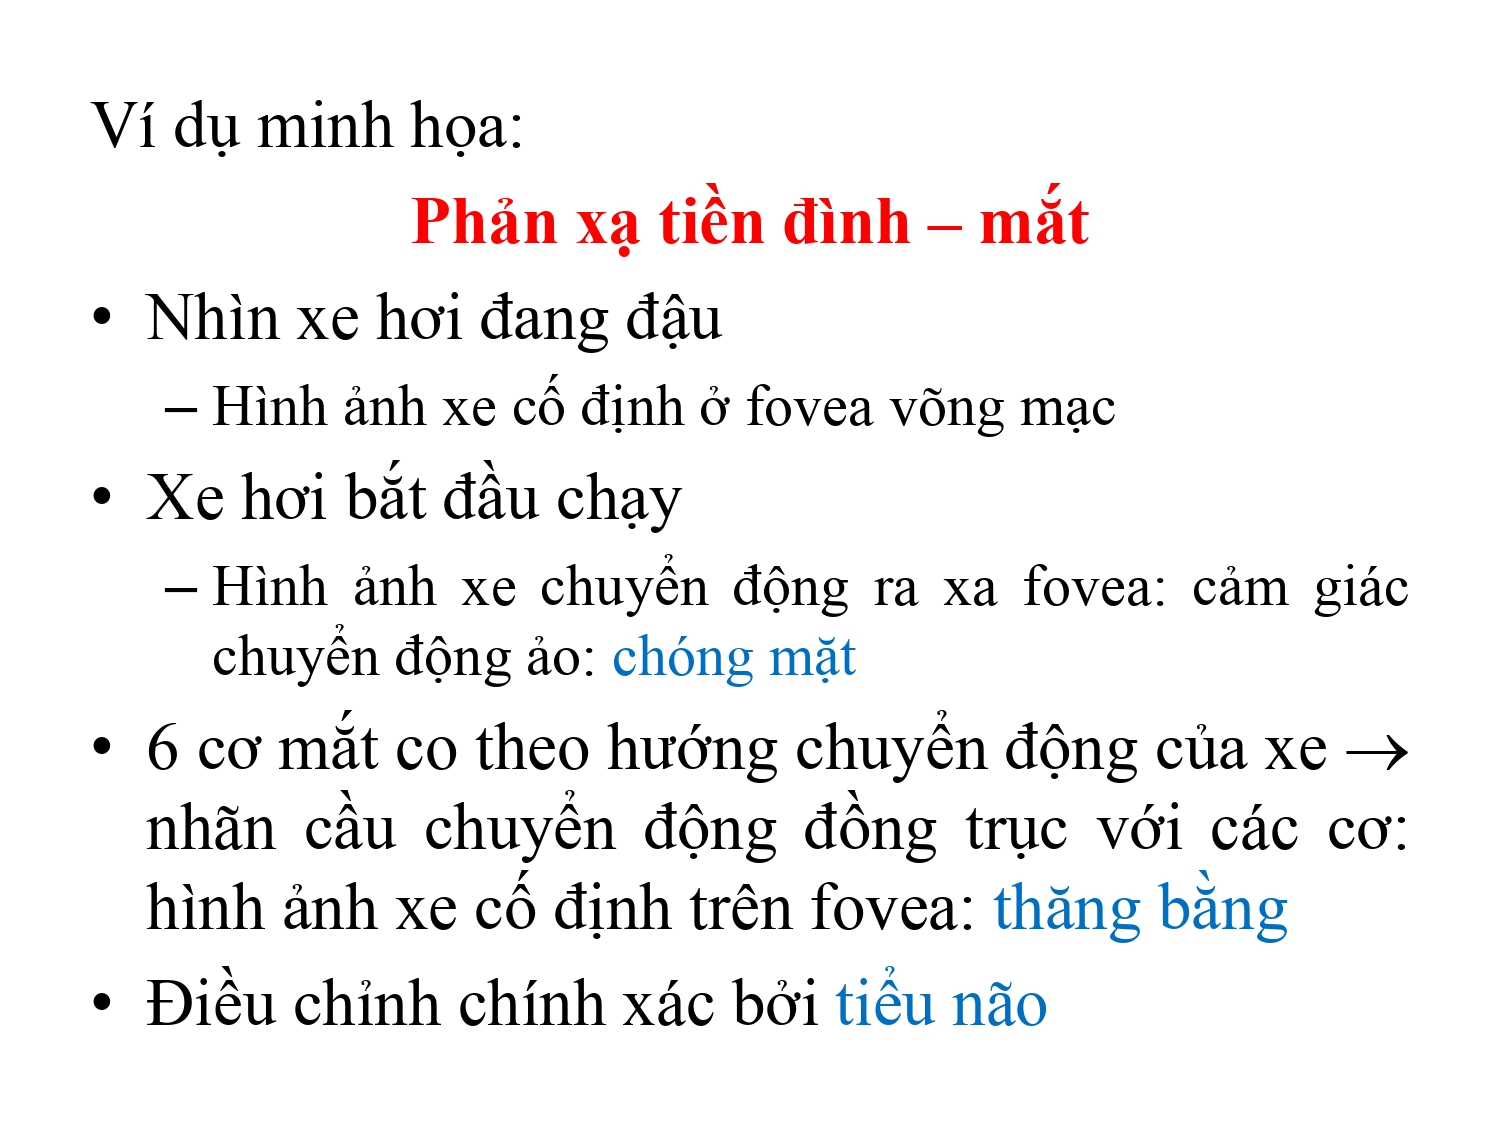 Ví dụ minh họa:
Phản xạ tiền đình – mắt
• Nhìn xe hơi đang đậu
– Hình ảnh xe cố định ở fovea võng mạc
• Xe hơi bắt đầu chạy
– Hình ảnh xe chuyển động ra xa fovea: cảm giác
chuyển động ảo: chóng mặt
• 6 cơ mắt co theo hướng chuyển động của xe →
nhãn cầu chuyển động đồng trục với các cơ:
hình ảnh xe cố định trên fovea: thăng bằng
• Điều chỉnh chính xác bởi tiểu não